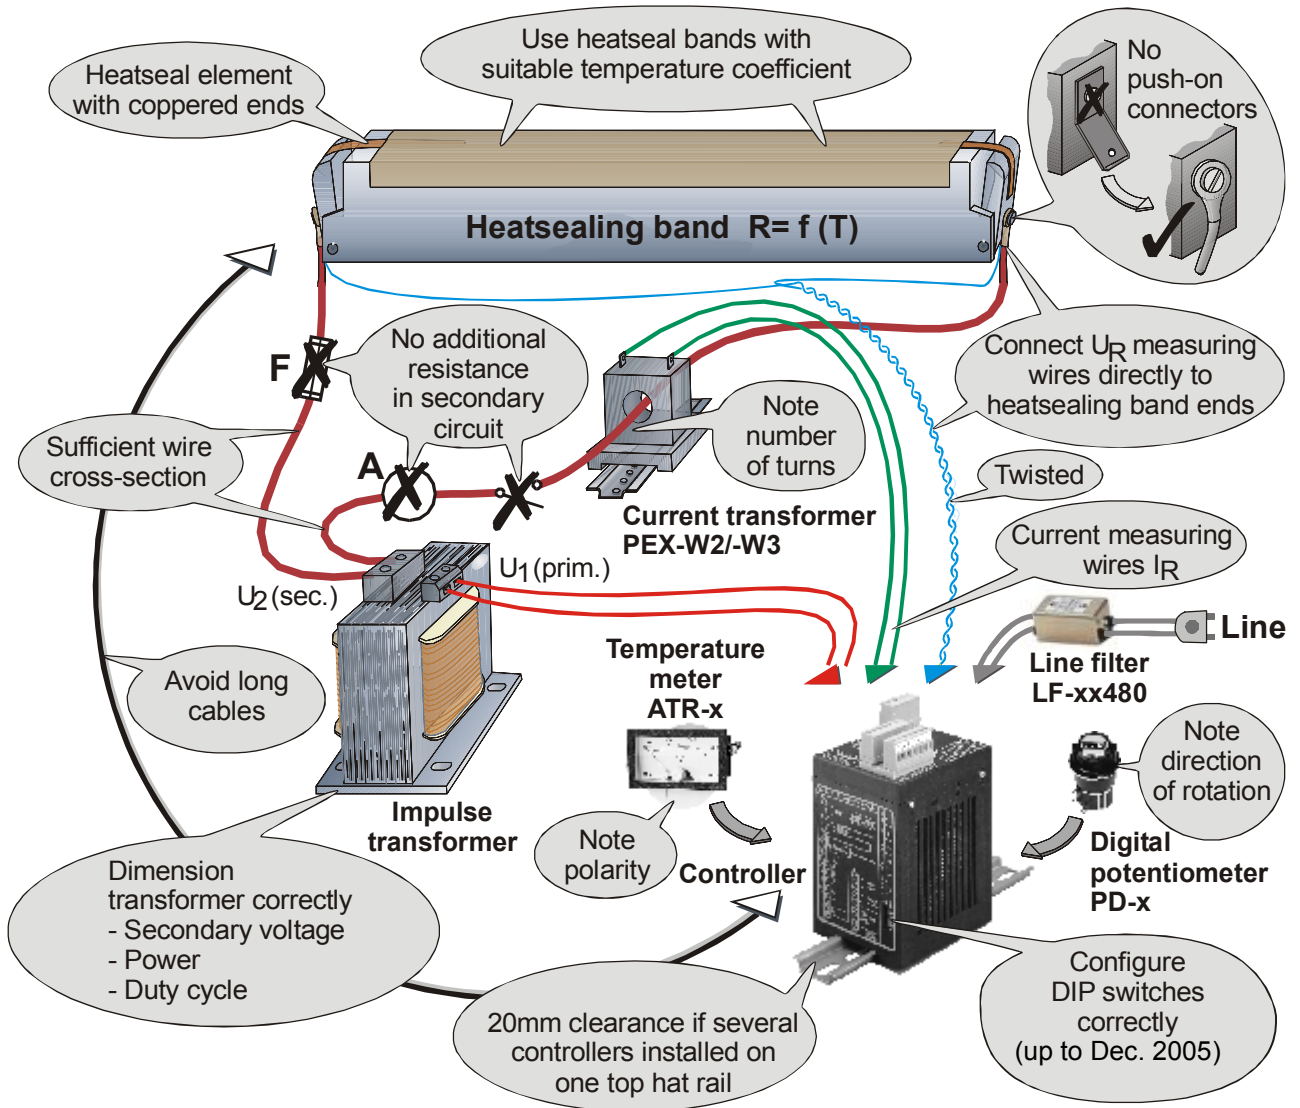 Use heatseal bands with
suitable temperature coefficient
Heatseal element
with coppered ends
No
push-on
connectors
Heatsealing band R= f (T)
No additional
resistance
in secondary
circuit
F
Connect UR measuring
wires directly to
heatsealing band ends
Note
number
of turns
Sufficient wire
cross-section
A
Twisted
Current transformer
PEX-W2/-W3
Current measuring
wires IR
U1 (prim.)
U2 (sec.)
Line
Temperature
meter
ATR-x
Line filter
LF-xx480
Avoid long
cables
Note
direction
of rotation
Impulse
transformer
Note
polarity
Controller
Digital
potentiometer
PD-x
Dimension
transformer correctly
- Secondary voltage
- Power
- Duty cycle
Configure
DIP switches
correctly
(up to Dec. 2005)
20mm clearance if several
controllers installed on
one top hat rail